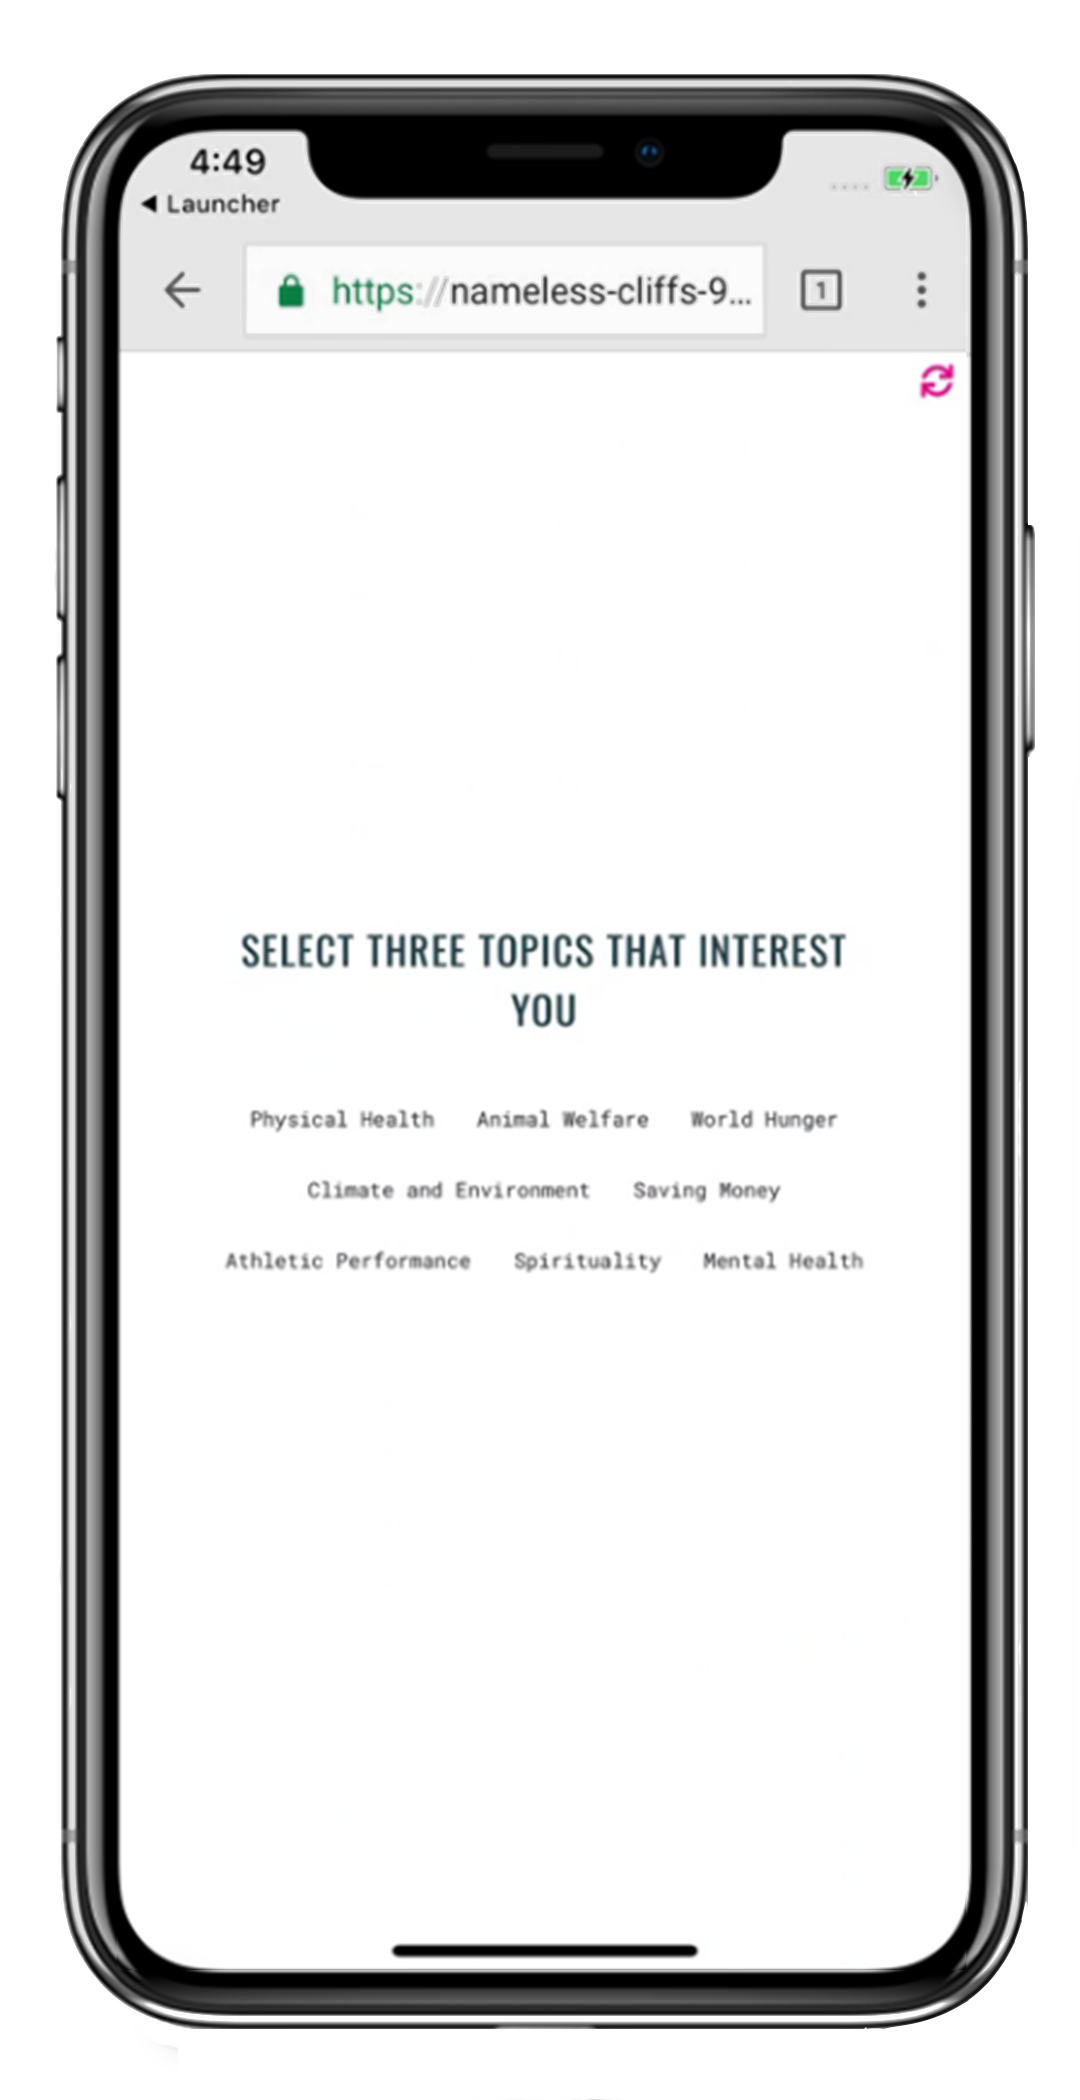 4:49
◀ Launcher
https://nameless-cliffs-9...
1
SELECT THREE TOPICS THAT INTEREST
YOU
Physical Health Animal Welfare World Hunger
Climate and Environment Saving Money
Athletic Performance Spirituality Mental Health